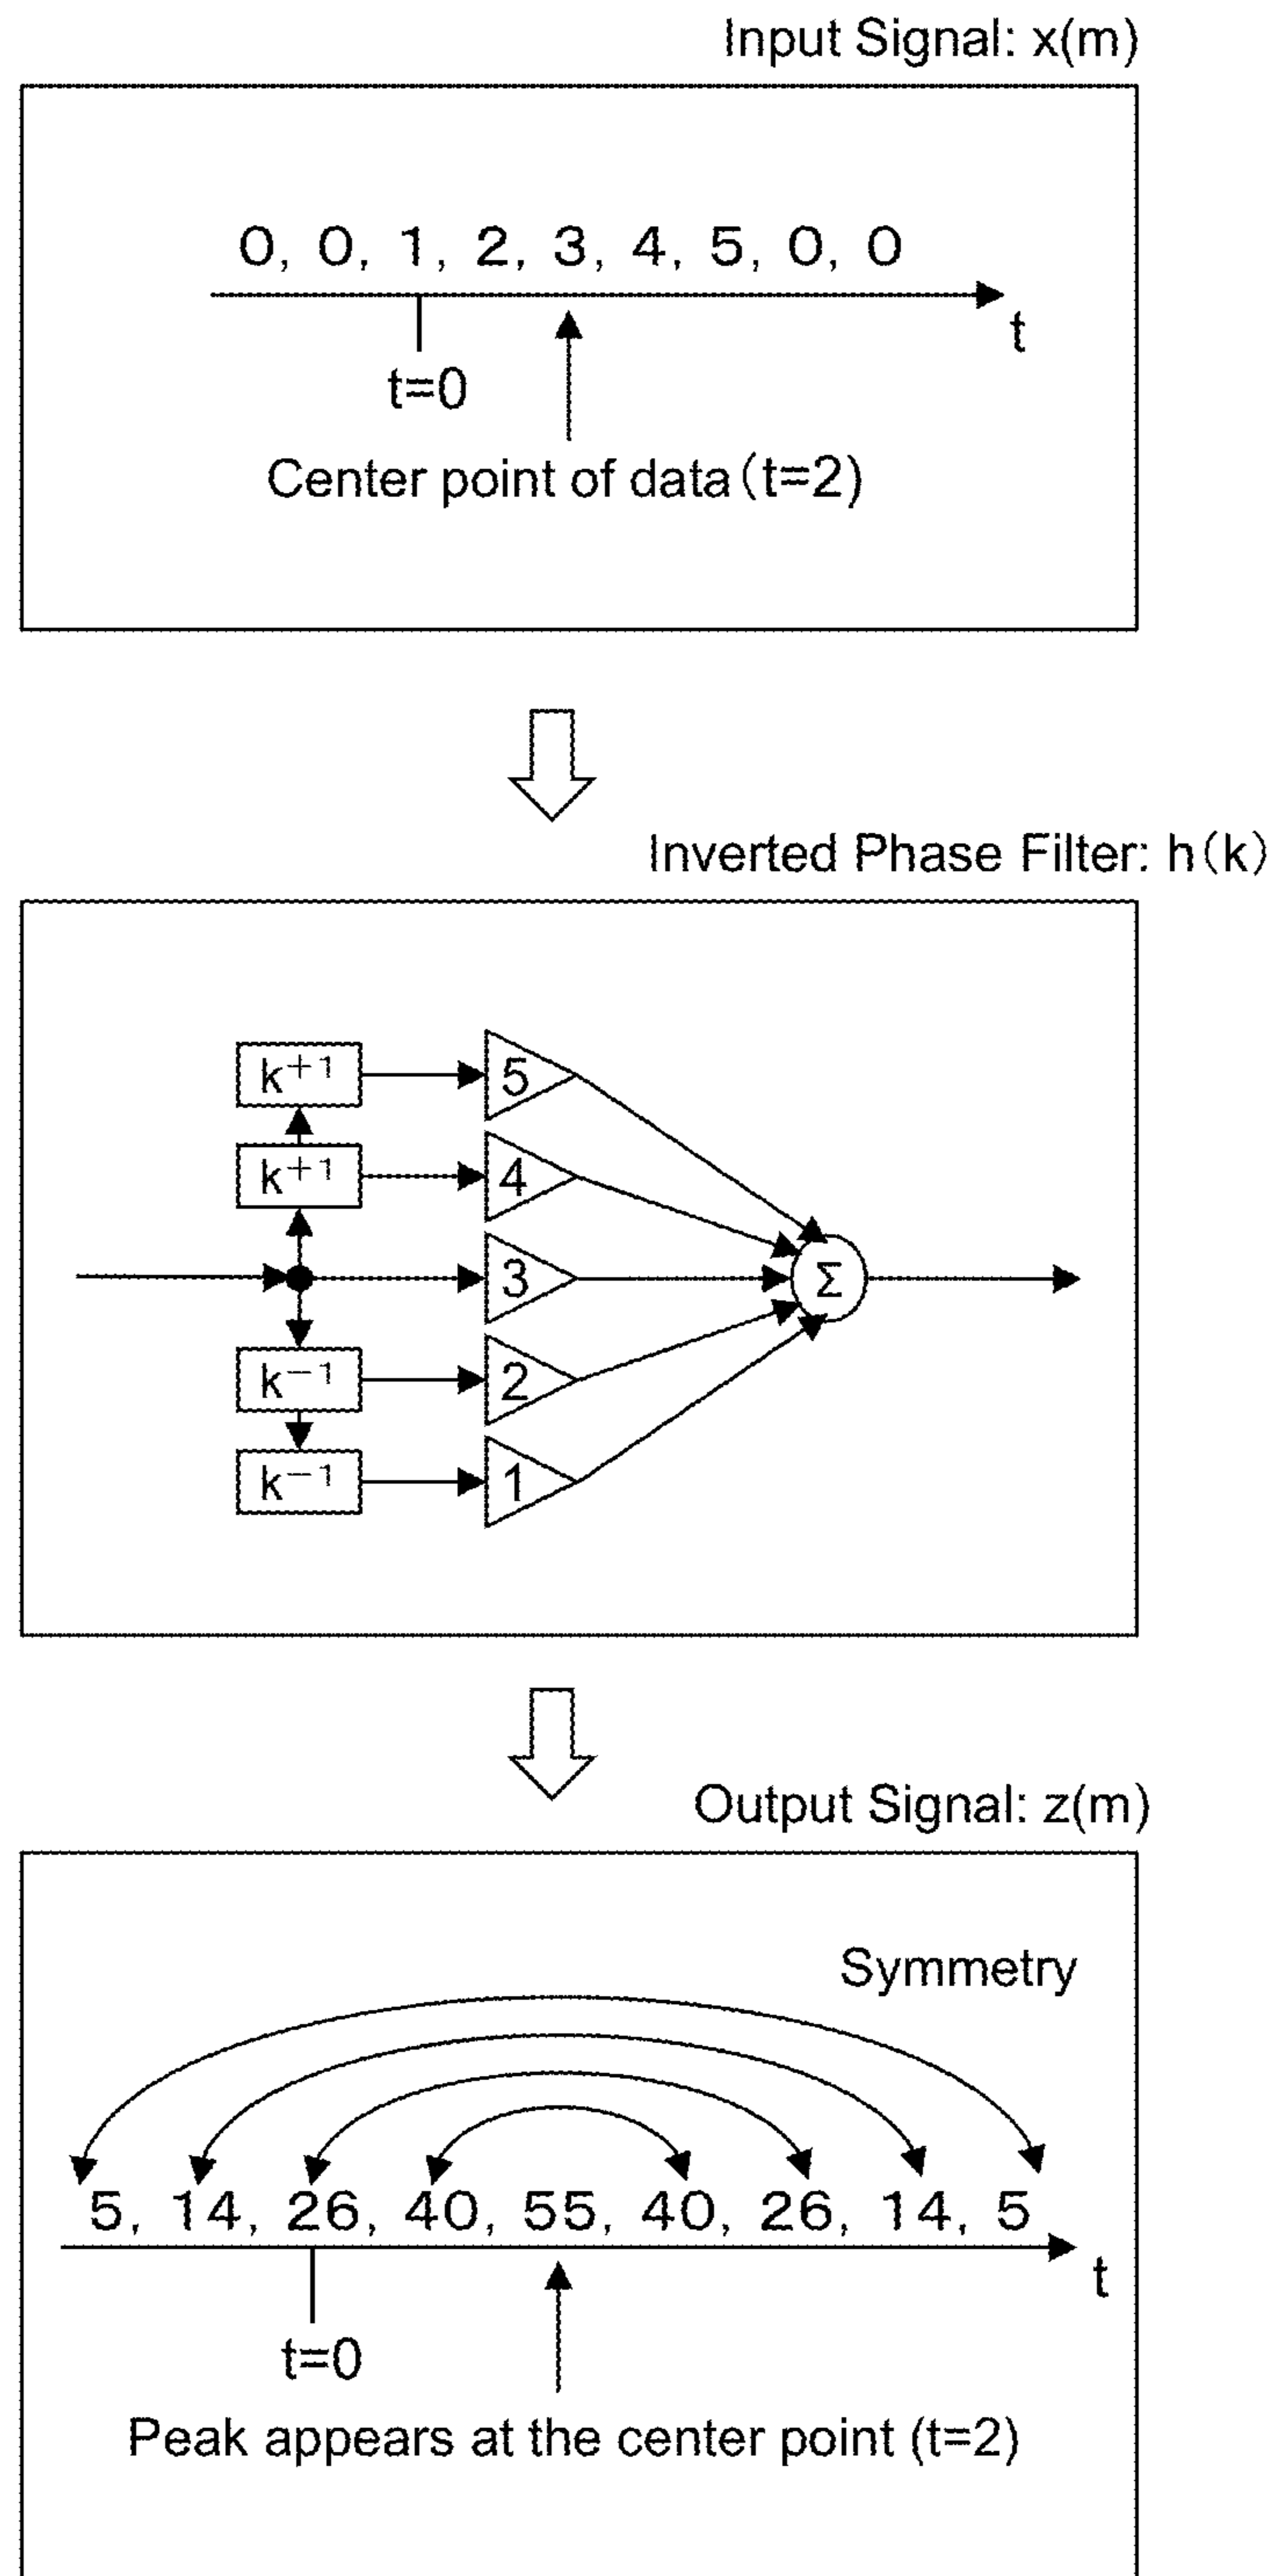 Input Signal: x(m)
0, 0, 1, 2, 3, 4, 5, 0, 0
t
t=0
Center point of data (t=2)
Inverted Phase Filter: h(k)
k⁺¹ 5
k⁺¹ 4
3 Σ
k⁻¹ 2
k⁻¹ 1
Output Signal: z(m)
Symmetry
5, 14, 26, 40, 55, 40, 26, 14, 5
t
t=0
Peak appears at the center point (t=2)